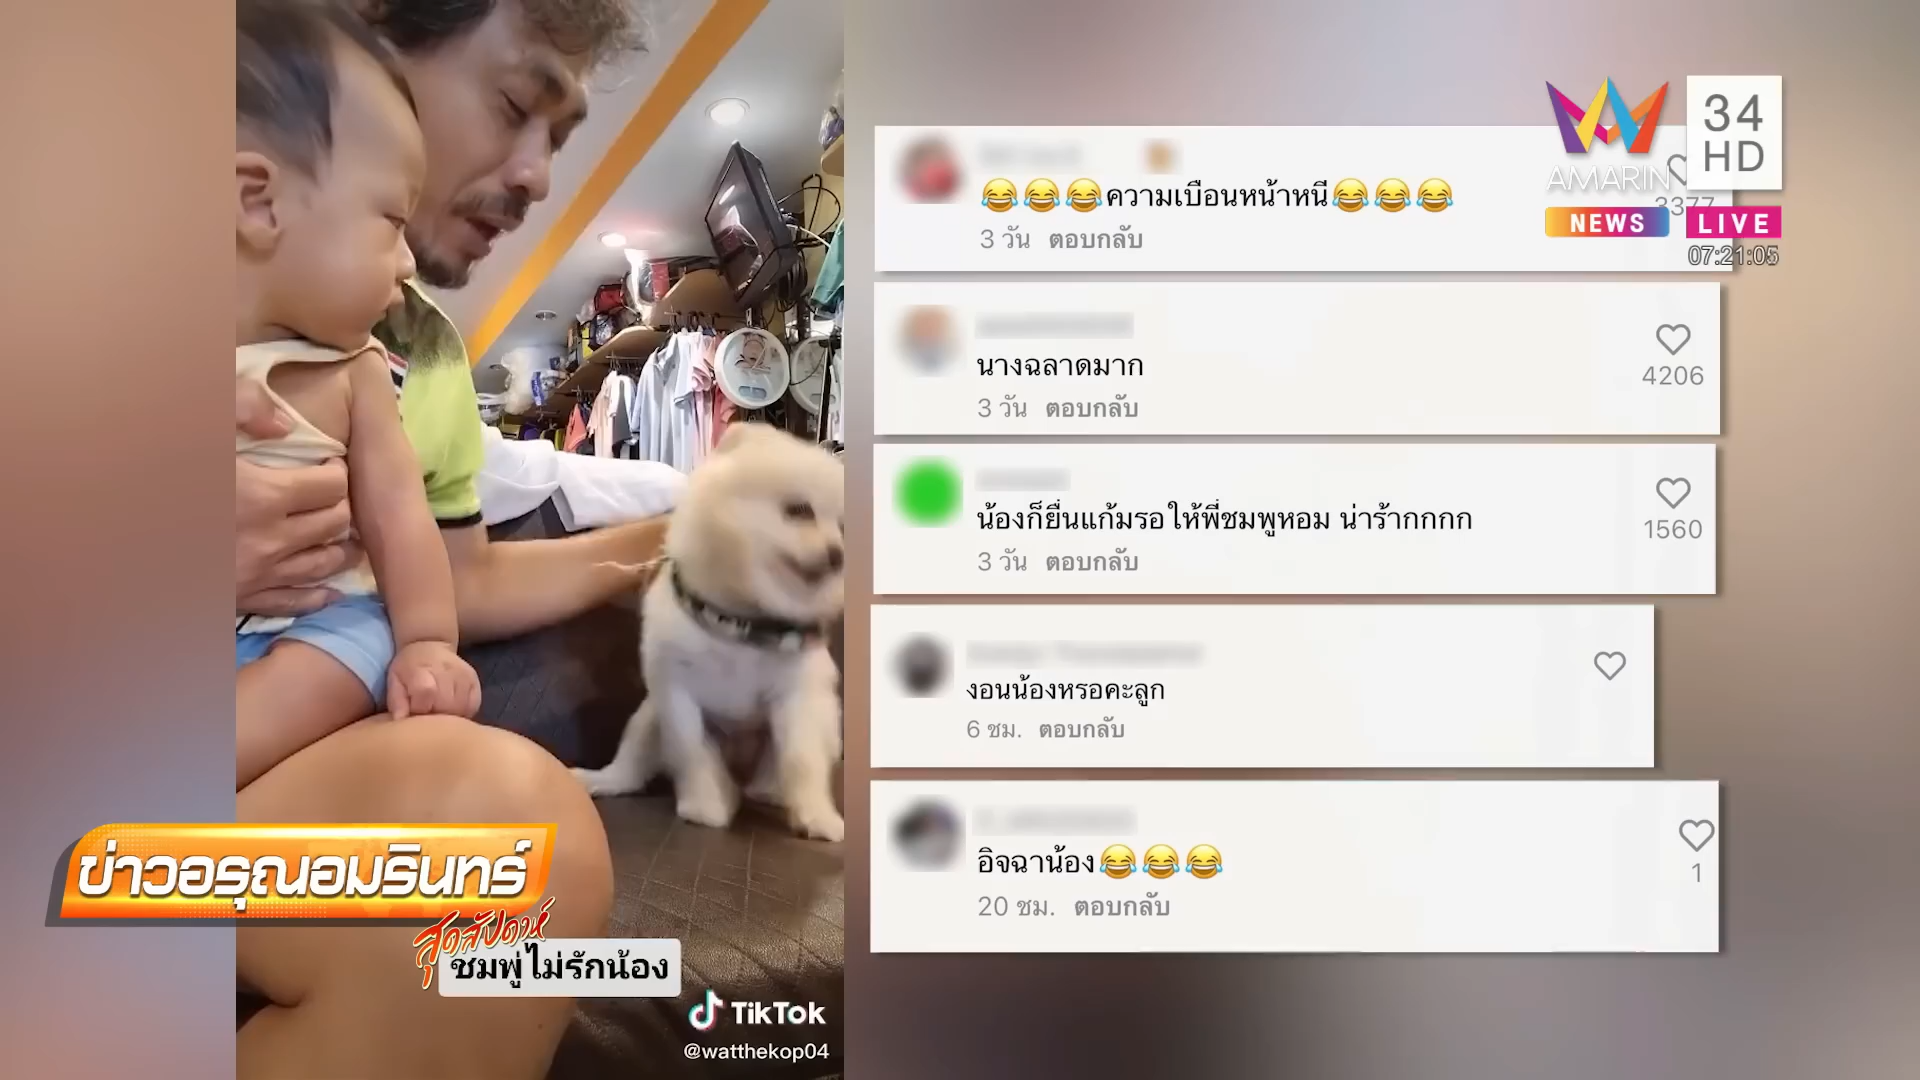 AMARIN
NEWS
34
HD
LIVE
07:21:05
😂😂😂ความเบือนหน้าหนี😂😂😂
3377
3 วัน ตอบกลับ
นางฉลาดมาก
4206
3 วัน ตอบกลับ
น้องก็ยื่นแก้มรอให้พี่ชมพูหอม น่าร้ากกกก
1560
3 วัน ตอบกลับ
งอนน้องหรอคะลูก
6 ชม. ตอบกลับ
อิจฉาน้อง😂😂😂
1
20 ชม. ตอบกลับ
ข่าวอรุณอมรินทร์
สุดสัปดาห์
ชมพู่ไม่รักน้อง
TikTok
@watthekop04